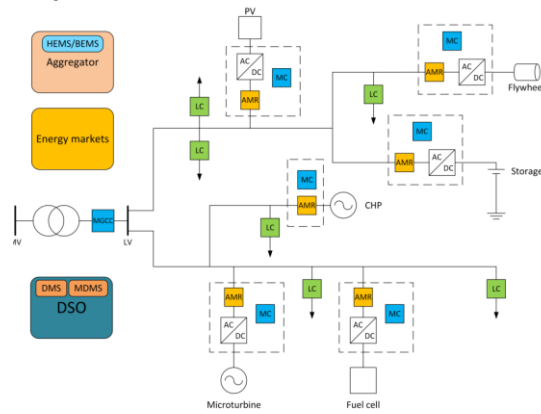 PV
HEMS/BEMS
Aggregator
AC
DC
MC
AMR
LC
LC
MC
AMR
AC
DC
Flywheel
LC
Energy markets
MC
AMR
AC
DC
Storage
MC
AMR
CHP
MV
MGCC
LV
LC
DMS
MDMS
DSO
AMR
MC
AC
DC
LC
AMR
MC
AC
DC
LC
Microturbine
Fuel cell